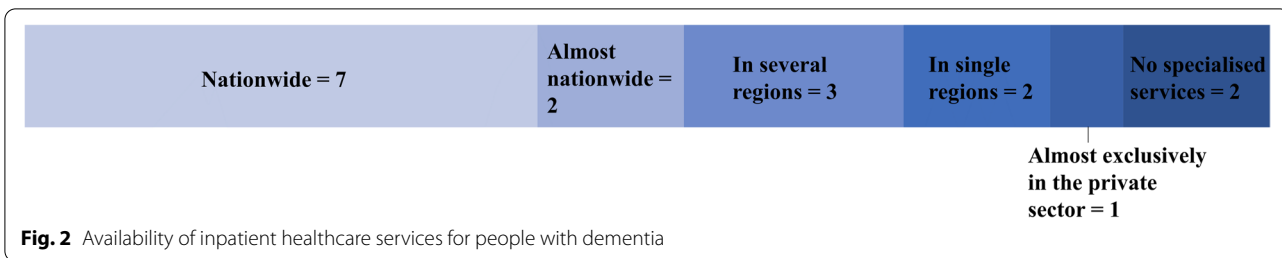 Nationwide = 7
Almost
nationwide =
2
In several
regions = 3
In single
regions = 2
No specialised
services = 2
Almost exclusively
in the private
sector = 1
Fig. 2 Availability of inpatient healthcare services for people with dementia